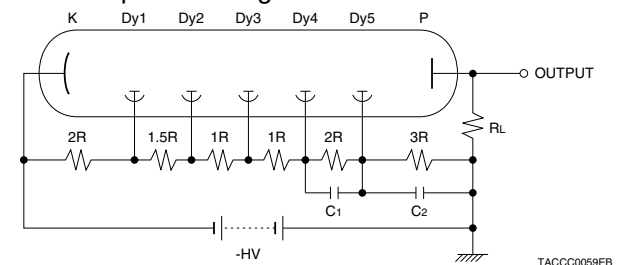 K Dy1 Dy2 Dy3 Dy4 Dy5 P
OUTPUT
RL
2R 1.5R 1R 1R 2R 3R
C1 C2
-HV
TACCC0059EB